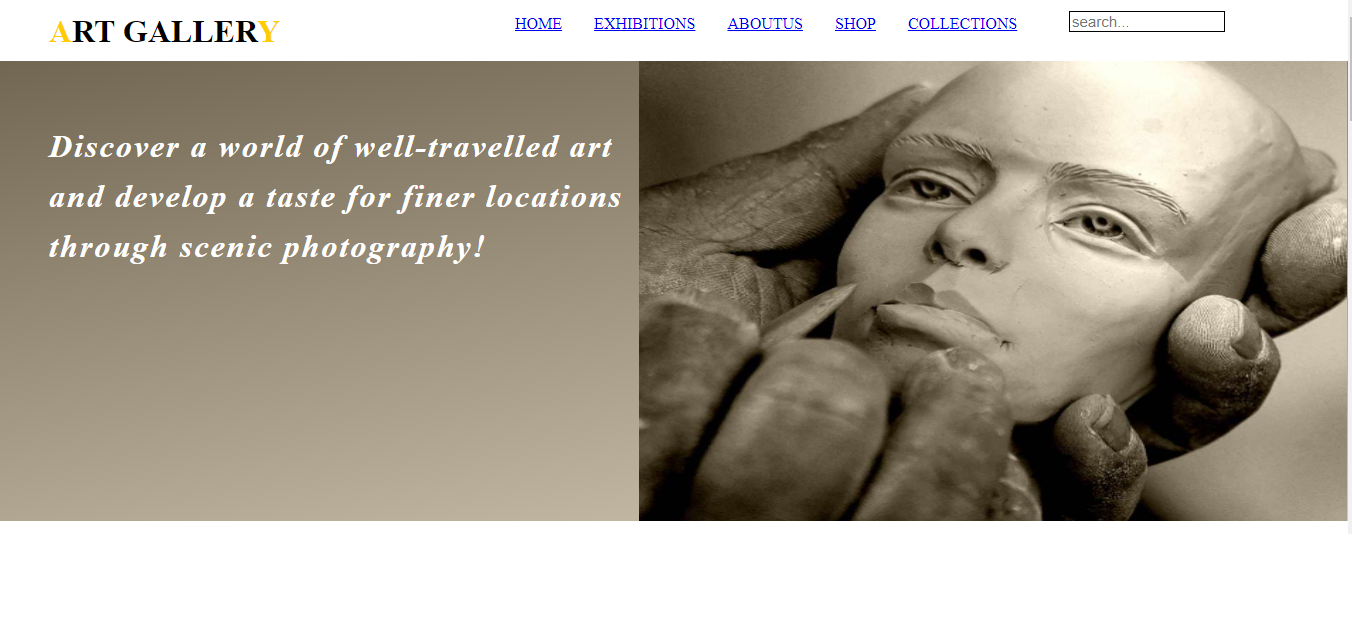 ART GALLERY
HOME EXHIBITIONS ABOUTUS SHOP COLLECTIONS search...
Discover a world of well-travelled art
and develop a taste for finer locations
through scenic photography!